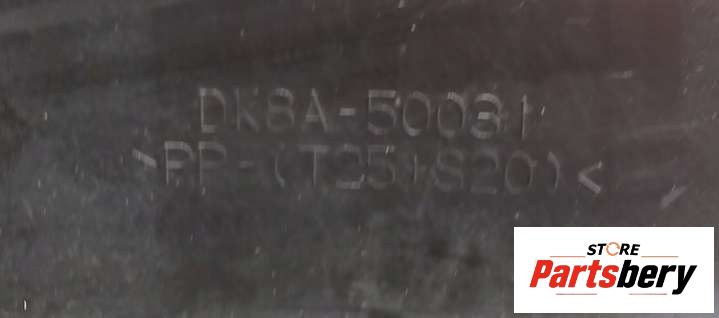 DK8A-50031
>PP-(T25+S20)<
STORE
Partsbery